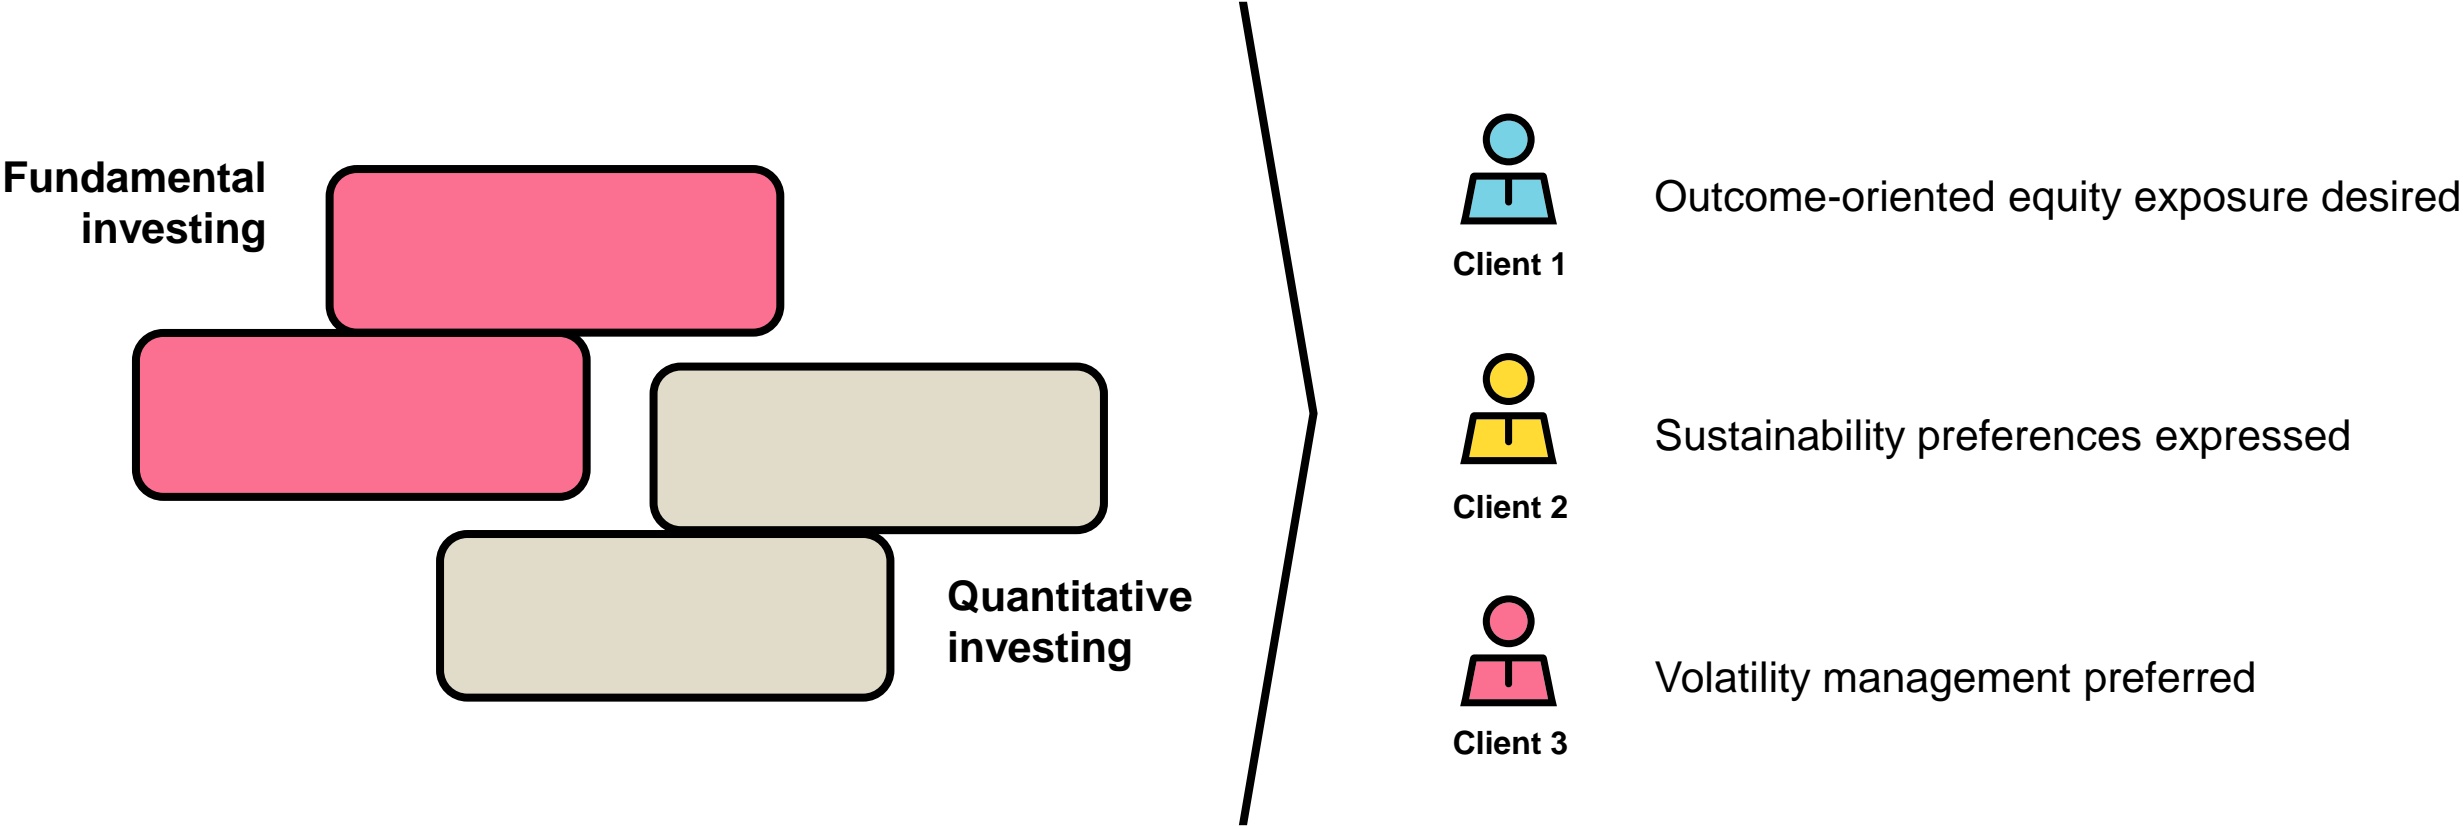 Fundamental
investing
Quantitative
investing
Outcome-oriented equity exposure desired
Client 1
Sustainability preferences expressed
Client 2
Volatility management preferred
Client 3